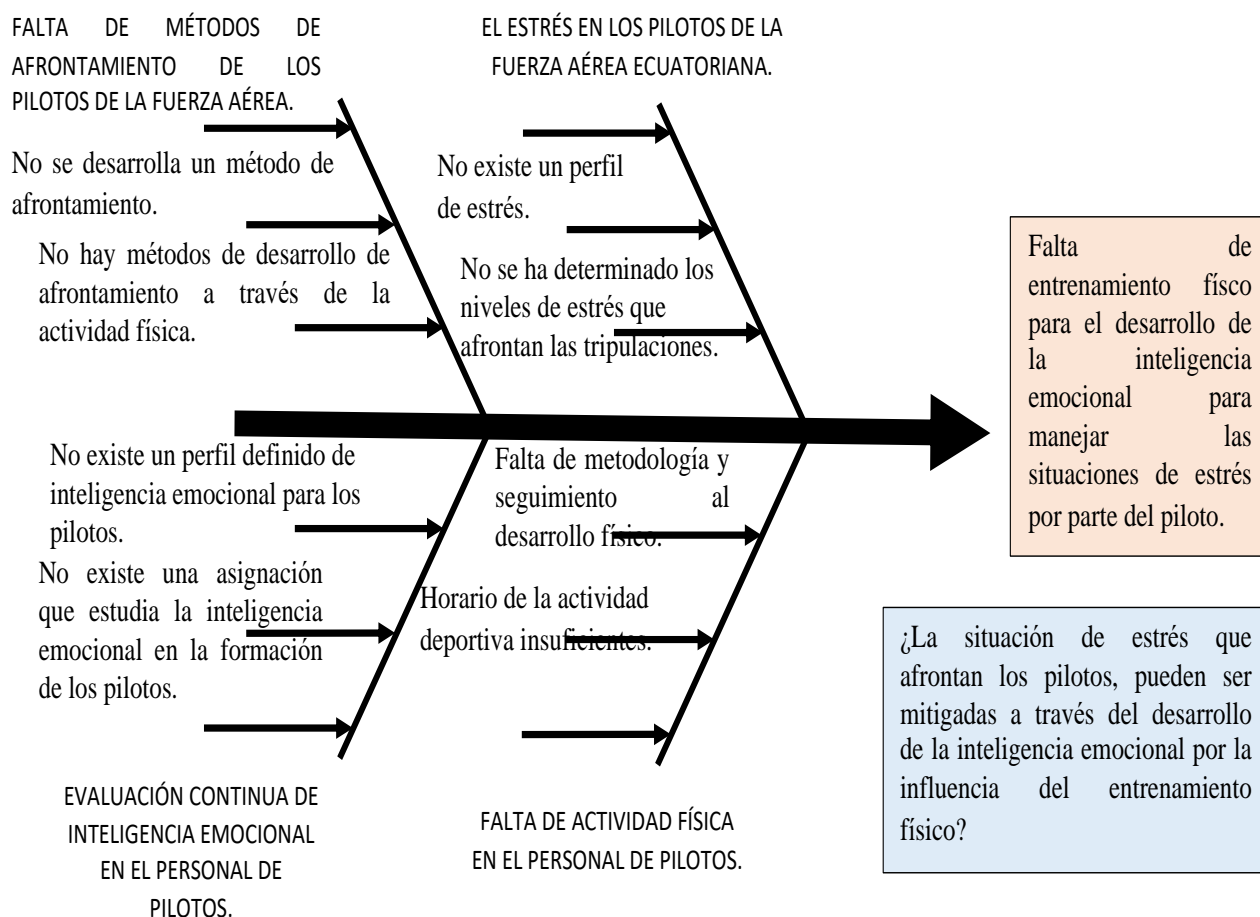 FALTA DE MÉTODOS DE
AFRONTAMIENTO DE LOS
PILOTOS DE LA FUERZA AÉREA.
EL ESTRÉS EN LOS PILOTOS DE LA
FUERZA AÉREA ECUATORIANA.
No se desarrolla un método de
afrontamiento.
No hay métodos de desarrollo de
afrontamiento a través de la
actividad física.
No existe un perfil
de estrés.
No se ha determinado los
niveles de estrés que
afrontan las tripulaciones.
Falta de
entrenamiento físco
para el desarrollo de
la inteligencia
emocional para
manejar las
situaciones de estrés
por parte del piloto.
No existe un perfil definido de
inteligencia emocional para los
pilotos.
No existe una asignación
que estudia la inteligencia
emocional en la formación
de los pilotos.
Falta de metodología y
seguimiento al
desarrollo físico.
Horario de la actividad
deportiva insuficientes.
¿La situación de estrés que
afrontan los pilotos, pueden ser
mitigadas a través del desarrollo
de la inteligencia emocional por la
influencia del entrenamiento
físico?
EVALUACIÓN CONTINUA DE
INTELIGENCIA EMOCIONAL
EN EL PERSONAL DE
PILOTOS.
FALTA DE ACTIVIDAD FÍSICA
EN EL PERSONAL DE PILOTOS.